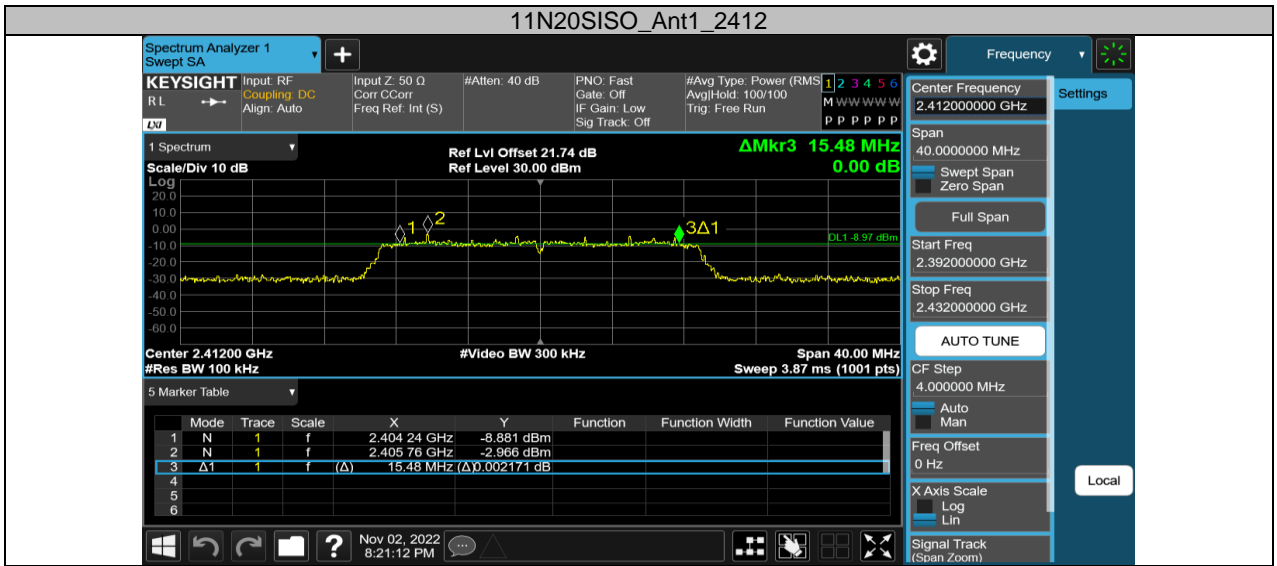 11N20SISO_Ant1_2412
Spectrum Analyzer 1
Swept SA
Frequency
KEYSIGHT
R L
LXI
Input: RF
Coupling: DC
Align: Auto
Input Z: 50 Ω
Corr CCorr
Freq Ref: Int (S)
#Atten: 40 dB
PNO: Fast
Gate: Off
IF Gain: Low
Sig Track: Off
#Avg Type: Power (RMS
Avg|Hold: 100/100
Trig: Free Run
1 2 3 4 5 6
M W W W W W
P P P P P P
1 Spectrum
Scale/Div 10 dB
Ref Lvl Offset 21.74 dB
Ref Level 30.00 dBm
ΔMkr3 15.48 MHz
0.00 dB
Log
20.0
10.0
0.00
-10.0
-20.0
-30.0
-40.0
-50.0
-60.0
1
2
3Δ1
DL1 -8.97 dBm
Center 2.41200 GHz
#Res BW 100 kHz
#Video BW 300 kHz
Span 40.00 MHz
Sweep 3.87 ms (1001 pts)
5 Marker Table
Mode Trace Scale X Y Function Function Width Function Value
1 N 1 f 2.404 24 GHz -8.881 dBm
2 N 1 f 2.405 76 GHz -2.966 dBm
3 Δ1 1 f (Δ) 15.48 MHz (Δ)0.002171 dB
4
5
6
Nov 02, 2022
8:21:12 PM
Center Frequency
2.412000000 GHz
Settings
Span
40.0000000 MHz
Swept Span
Zero Span
Full Span
Start Freq
2.392000000 GHz
Stop Freq
2.432000000 GHz
AUTO TUNE
CF Step
4.000000 MHz
Auto
Man
Freq Offset
0 Hz
X Axis Scale
Log
Lin
Signal Track
(Span Zoom)
Local